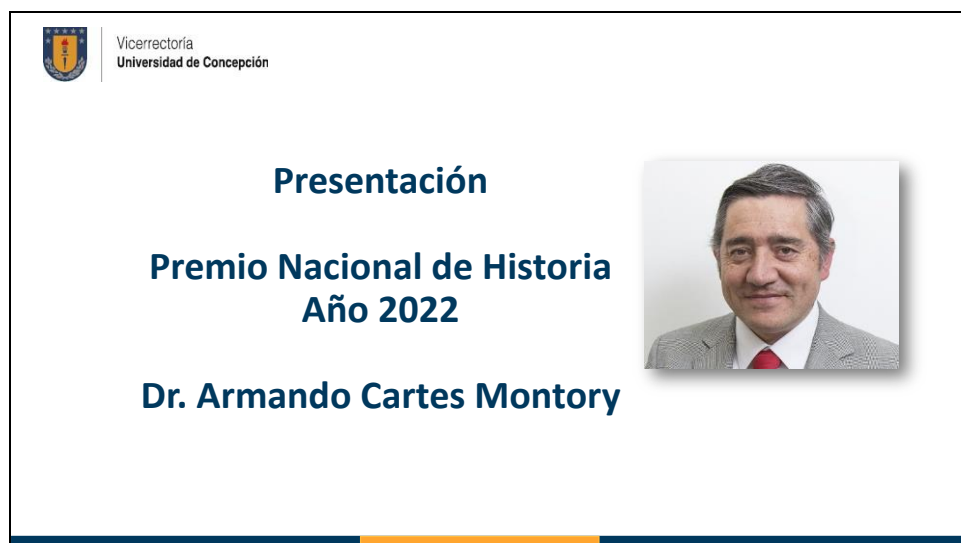 Vicerrectoría
Universidad de Concepción
Presentación
Premio Nacional de Historia
Año 2022
Dr. Armando Cartes Montory